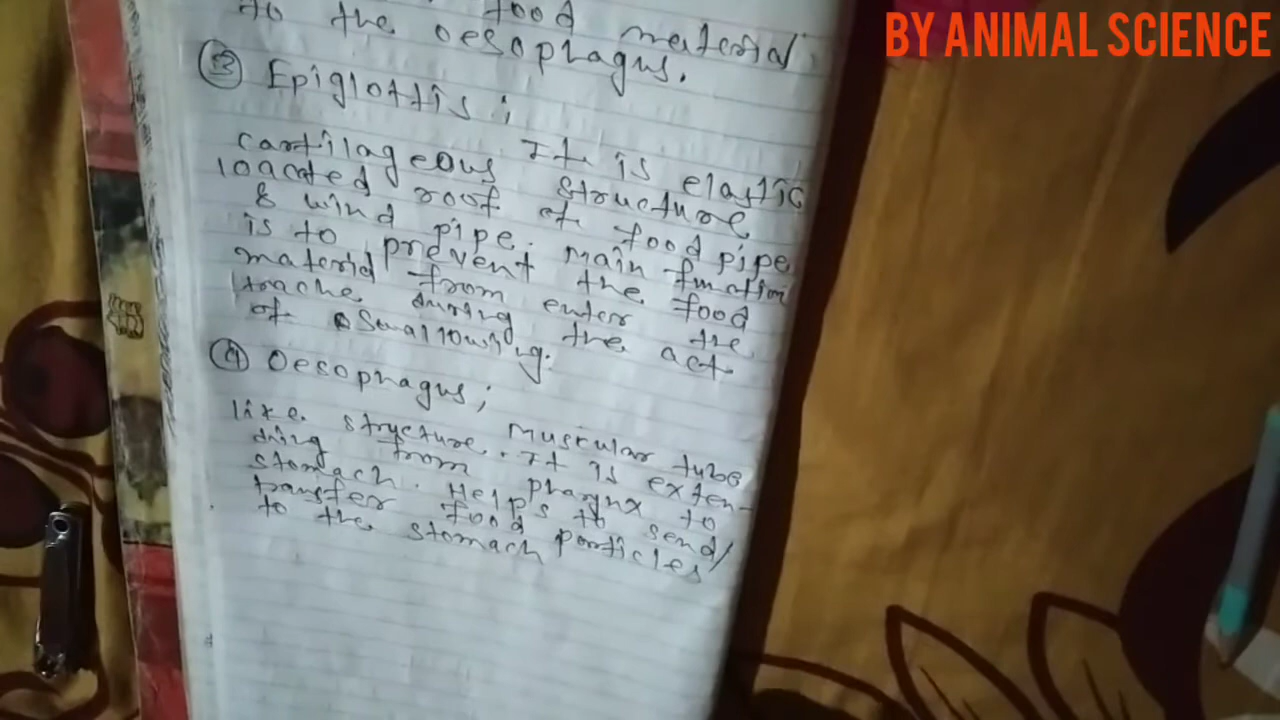 BY ANIMAL SCIENCE
food material
to the oesophagus.
③ Epiglottis;
It is elastic
cartilageous structure
loacated roof of food pipe
& wind pipe. main function
is to prevent the food
material from enter the
trache during the act
of swallowing.
④ Oesophagus;
Muscular tube
like structure. It is exten-
ding from pharynx to
stomach. Helps to send/
transfer food particles
to the stomach